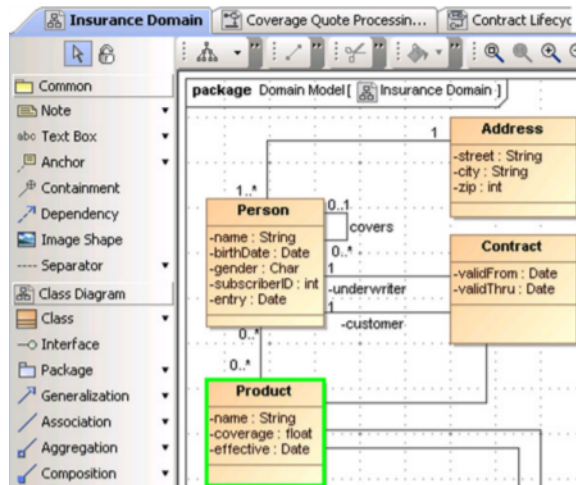 Insurance Domain
Coverage Quote Processin...
Contract Lifecyc
Common
Note
abc Text Box
Anchor
Containment
Dependency
Image Shape
Separator
Class Diagram
Class
Interface
Package
Generalization
Association
Aggregation
Composition
package Domain Model [ Insurance Domain ]
1
Address
-street : String
-city : String
-zip : int
1..*
Person
-name : String
-birthDate : Date
-gender : Char
-subscriberID : int
-entry : Date
0..1
covers
0..*
1
-underwriter
1
-customer
Contract
-validFrom : Date
-validThru : Date
0..*
0..*
Product
-name : String
-coverage : float
-effective : Date